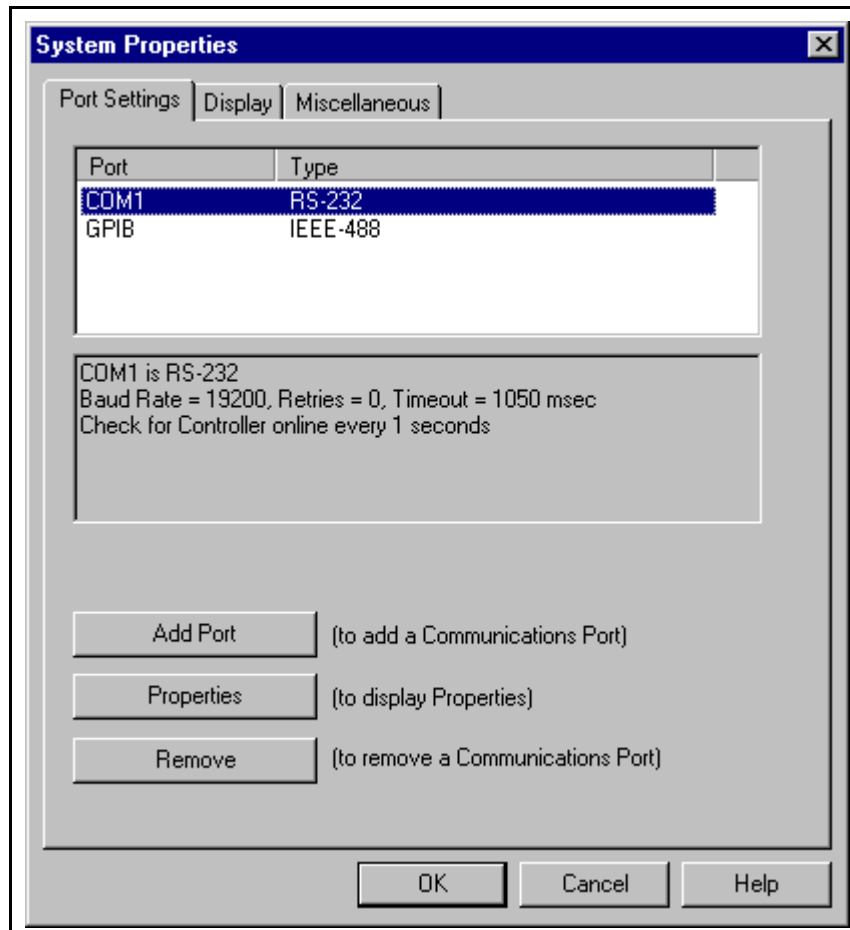 System Properties
Port Settings Display Miscellaneous
Port Type
COM1 RS-232
GPIB IEEE-488
COM1 is RS-232
Baud Rate = 19200, Retries = 0, Timeout = 1050 msec
Check for Controller online every 1 seconds
Add Port (to add a Communications Port)
Properties (to display Properties)
Remove (to remove a Communications Port)
OK Cancel Help